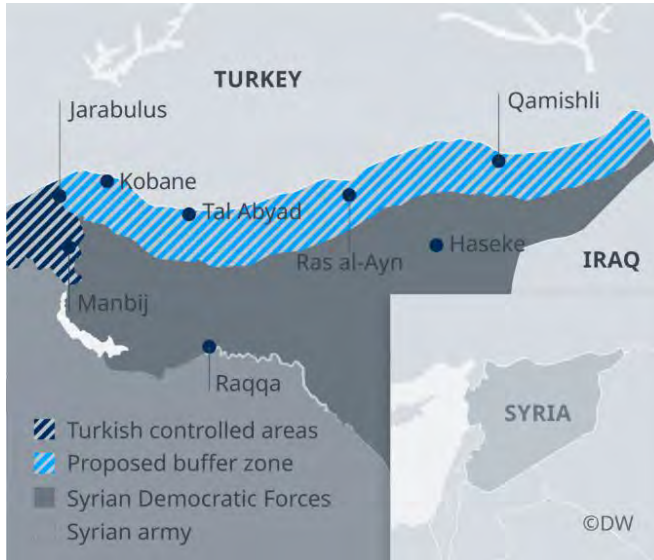 TURKEY
Jarabulus
Qamishli
Kobane
Tal Abyad
Ras al-Ayn
Haseke
IRAQ
Manbij
Raqqa
Turkish controlled areas
Proposed buffer zone
Syrian Democratic Forces
Syrian army
SYRIA
©DW